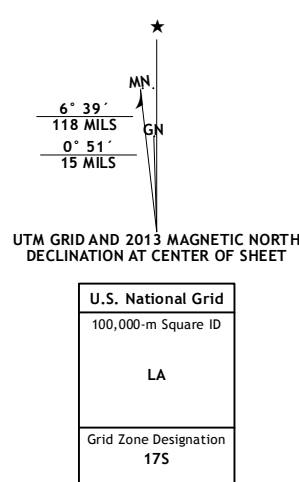 ★
MN
6° 39´
118 MILS
GN
0° 51´
15 MILS
UTM GRID AND 2013 MAGNETIC NORTH
DECLINATION AT CENTER OF SHEET
U.S. National Grid
100,000-m Square ID
LA
Grid Zone Designation
17S